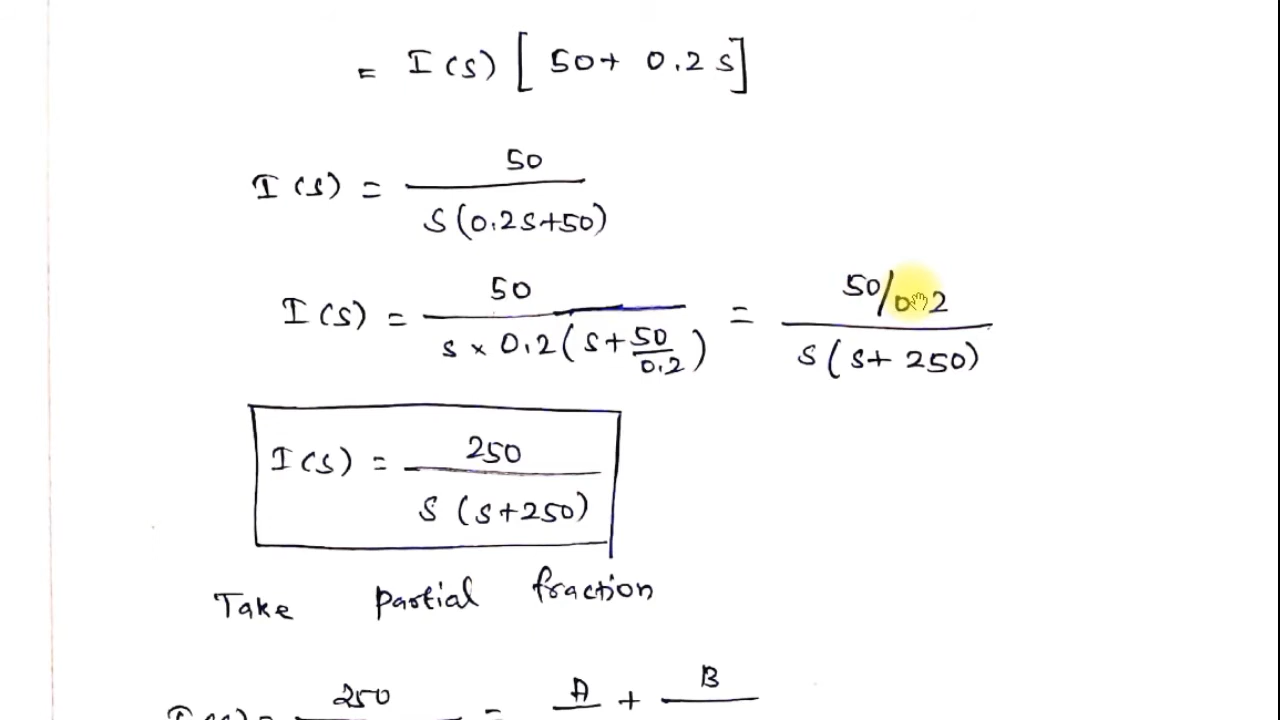 = I(s) [ 50+ 0.2 s]
I(s) = 50 / s(0.2s+50)
I(s) = 50 / s × 0.2 (s + 50/0.2) = 50/0.2 / s(s+ 250)
I(s) = 250 / s (s+250)
Take partial fraction
250 = A + B